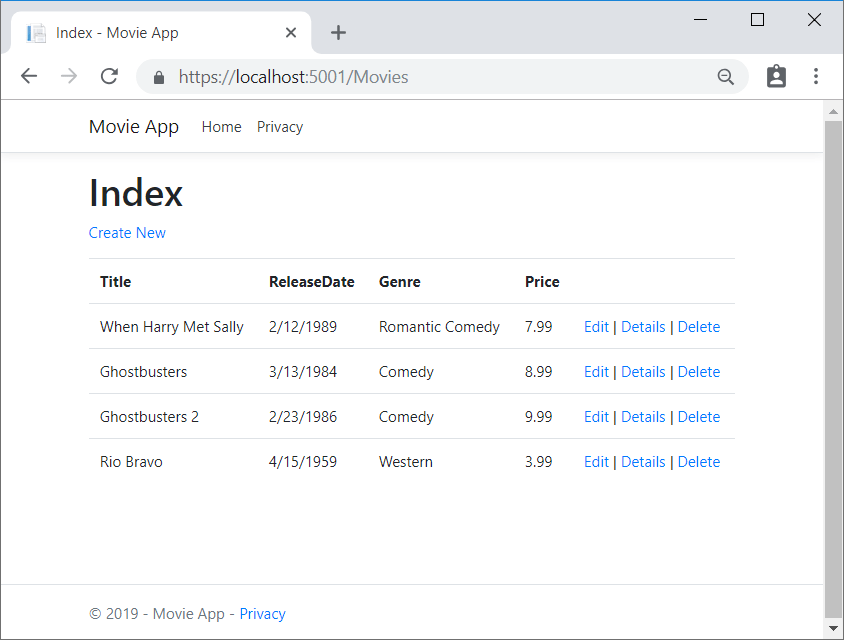 Index - Movie App
https://localhost:5001/Movies
Movie App Home Privacy
Index
Create New
Title ReleaseDate Genre Price
When Harry Met Sally 2/12/1989 Romantic Comedy 7.99 Edit | Details | Delete
Ghostbusters 3/13/1984 Comedy 8.99 Edit | Details | Delete
Ghostbusters 2 2/23/1986 Comedy 9.99 Edit | Details | Delete
Rio Bravo 4/15/1959 Western 3.99 Edit | Details | Delete
© 2019 - Movie App - Privacy